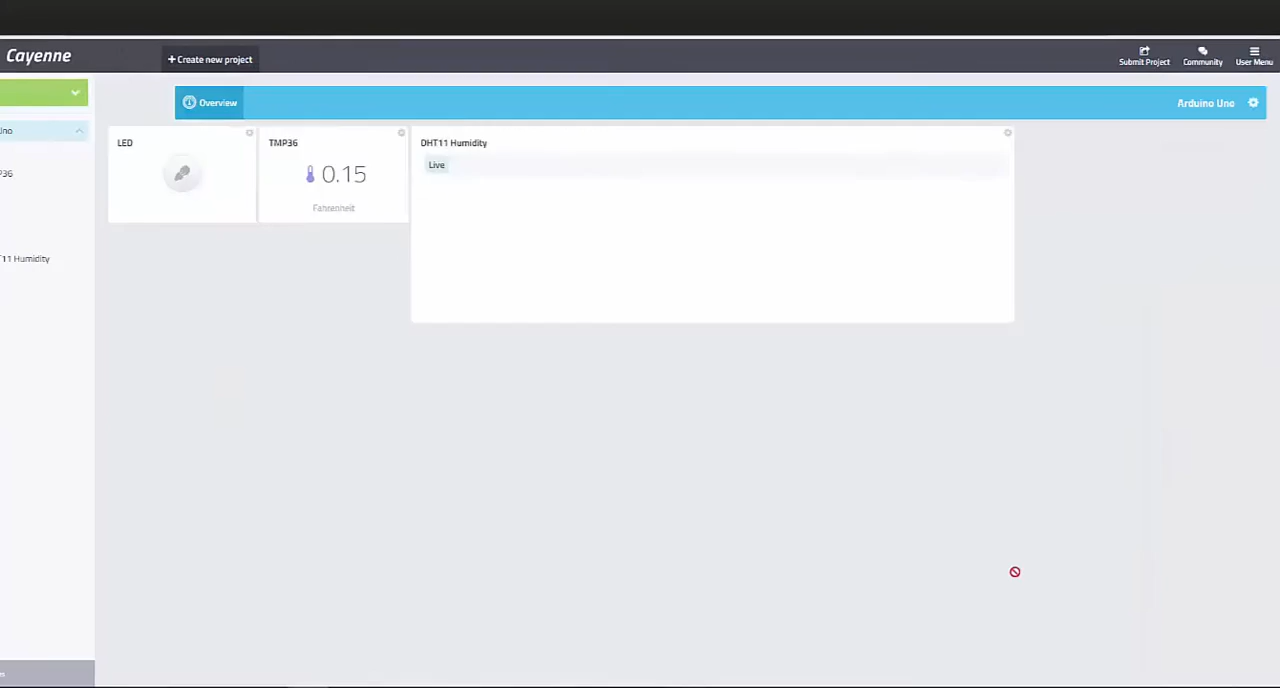 Cayenne
+ Create new project
Submit Project
Community
User Menu
Overview
Arduino Uno
LED
TMP36
0.15
Fahrenheit
DHT11 Humidity
Live
no
36
11 Humidity